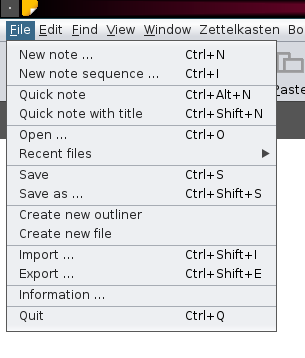 File Edit Find View Window Zettelkasten Bo
New note ... Ctrl+N
New note sequence ... Ctrl+I
Quick note Ctrl+Alt+N
Quick note with title Ctrl+Shift+N
Open ... Ctrl+O
Recent files
Save Ctrl+S
Save as ... Ctrl+Shift+S
Create new outliner
Create new file
Import ... Ctrl+Shift+I
Export ... Ctrl+Shift+E
Information ...
Quit Ctrl+Q
Paste